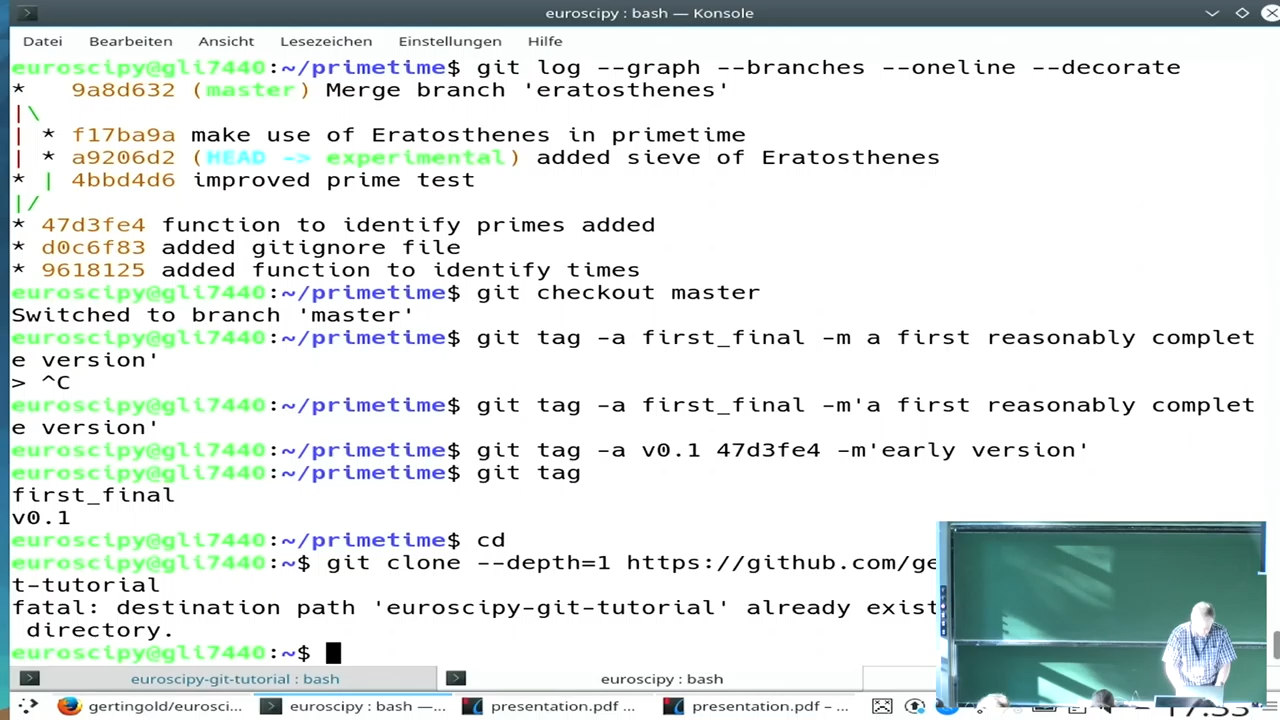 euroscipy : bash — Konsole
Datei Bearbeiten Ansicht Lesezeichen Einstellungen Hilfe
euroscipy@gli7440:~/primetime$ git log --graph --branches --oneline --decorate
*   9a8d632 (master) Merge branch 'eratosthenes'
|\
| * f17ba9a make use of Eratosthenes in primetime
| * a9206d2 (HEAD -> experimental) added sieve of Eratosthenes
* | 4bbd4d6 improved prime test
|/
* 47d3fe4 function to identify primes added
* d0c6f83 added gitignore file
* 9618125 added function to identify times
euroscipy@gli7440:~/primetime$ git checkout master
Switched to branch 'master'
euroscipy@gli7440:~/primetime$ git tag -a first_final -m a first reasonably complet
e version'
> ^C
euroscipy@gli7440:~/primetime$ git tag -a first_final -m'a first reasonably complet
e version'
euroscipy@gli7440:~/primetime$ git tag -a v0.1 47d3fe4 -m'early version'
euroscipy@gli7440:~/primetime$ git tag
first_final
v0.1
euroscipy@gli7440:~/primetime$ cd
euroscipy@gli7440:~$ git clone --depth=1 https://github.com/ge
t-tutorial
fatal: destination path 'euroscipy-git-tutorial' already exist
directory.
euroscipy@gli7440:~$
euroscipy-git-tutorial : bash
euroscipy : bash
gertingold/eurosci...
euroscipy : bash —...
presentation.pdf ...
presentation.pdf – ...